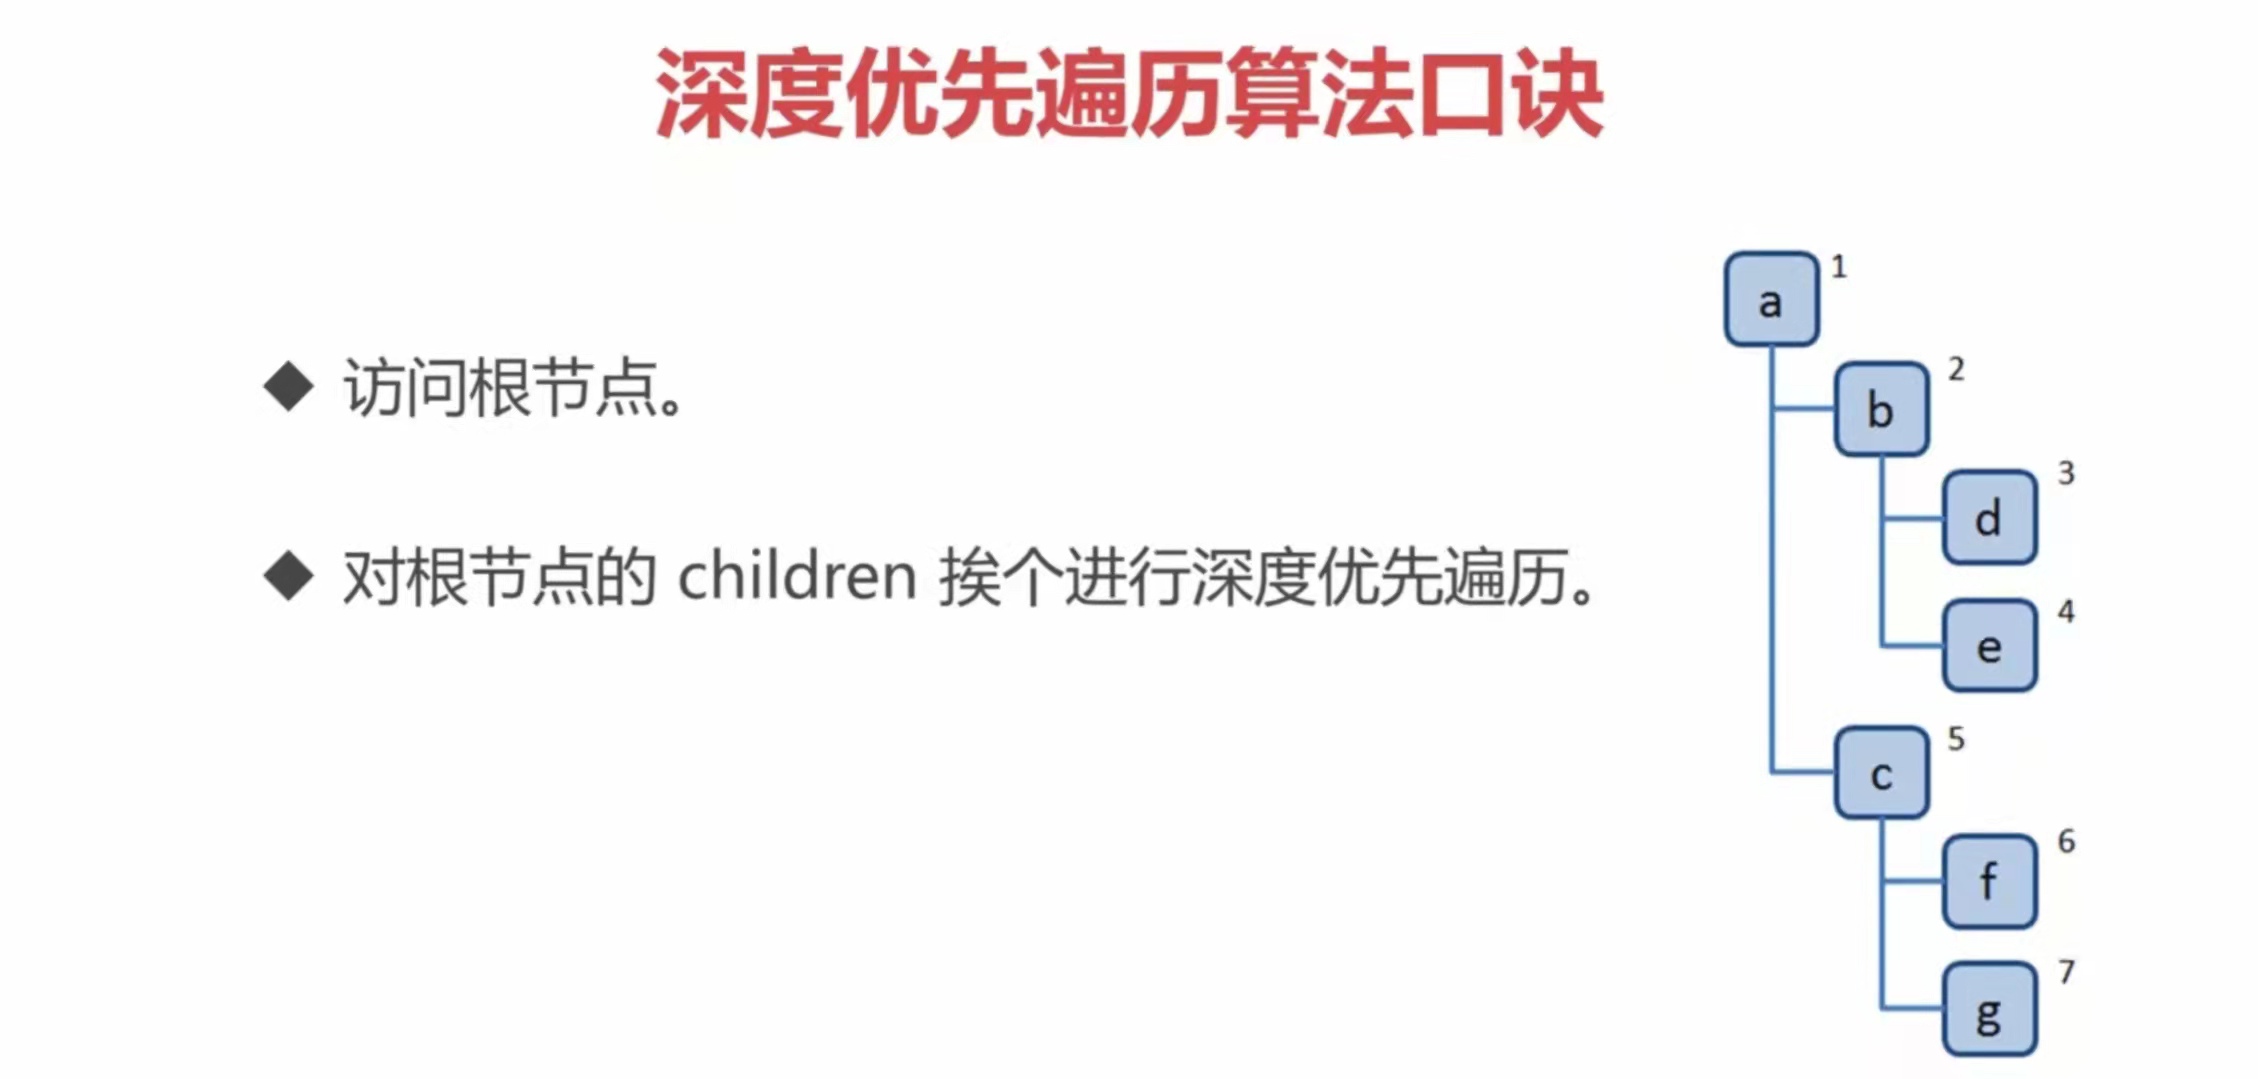 深度优先遍历算法口诀
◆ 访问根节点。
◆ 对根节点的 children 挨个进行深度优先遍历。
a 1
b 2
d 3
e 4
c 5
f 6
g 7